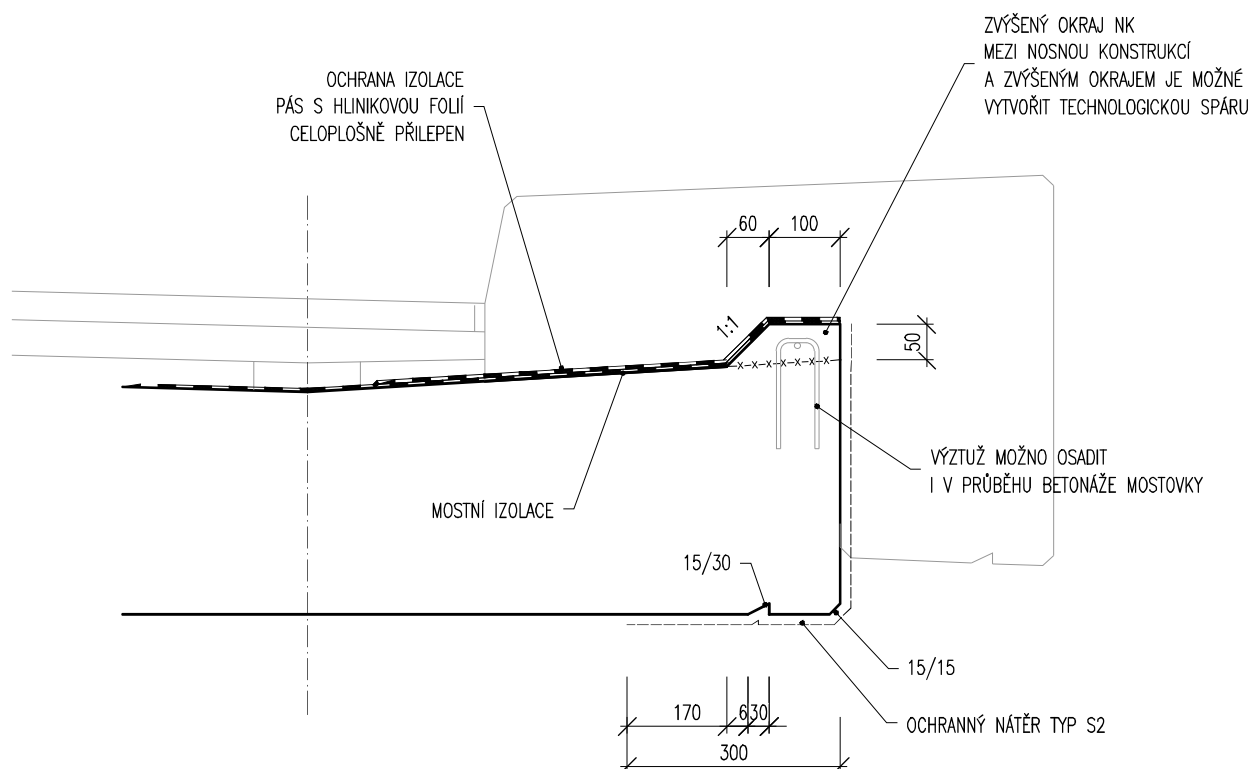 ZVÝŠENÝ OKRAJ NK
MEZI NOSNOU KONSTRUKCÍ
A ZVÝŠENÝM OKRAJEM JE MOŽNÉ
VYTVOŘIT TECHNOLOGICKOU SPÁRU
OCHRANA IZOLACE
PÁS S HLINIKOVOU FOLIÍ
CELOPLOŠNĚ PŘILEPEN
60
100
1:1
50
VÝZTUŽ MOŽNO OSADIT
I V PRŮBĚHU BETONÁŽE MOSTOVKY
MOSTNÍ IZOLACE
15/30
15/15
170
630
OCHRANNÝ NÁTĚR TYP S2
300